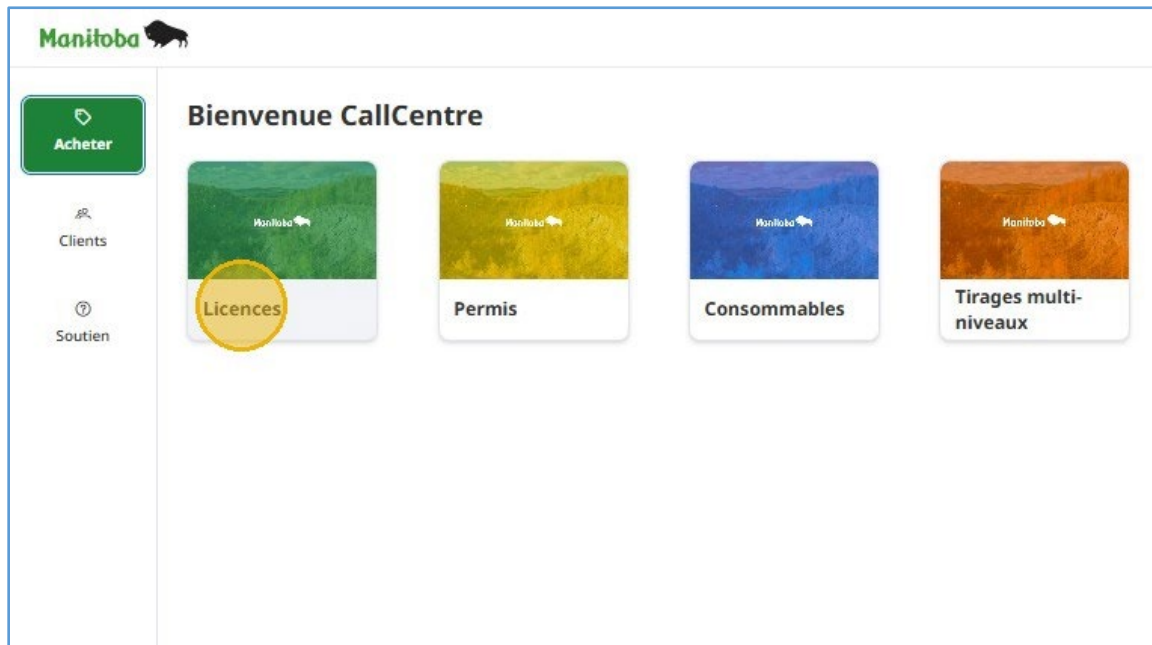 Manitoba
Acheter
Clients
Soutien
Bienvenue CallCentre
Manitoba
Licences
Manitoba
Permis
Manitoba
Consommables
Manitoba
Tirages multi-
niveaux